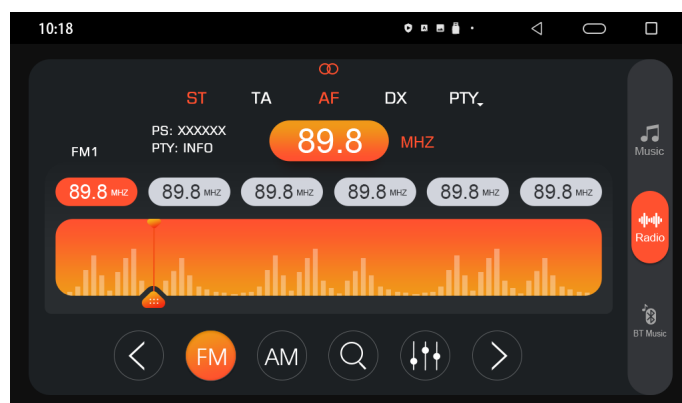 10:18
ST TA AF DX PTY
PS: XXXXXX
PTY: INFO
FM1
89.8 MHZ
89.8 MHZ 89.8 MHZ 89.8 MHZ 89.8 MHZ 89.8 MHZ 89.8 MHZ
FM AM
Music
Radio
BT Music